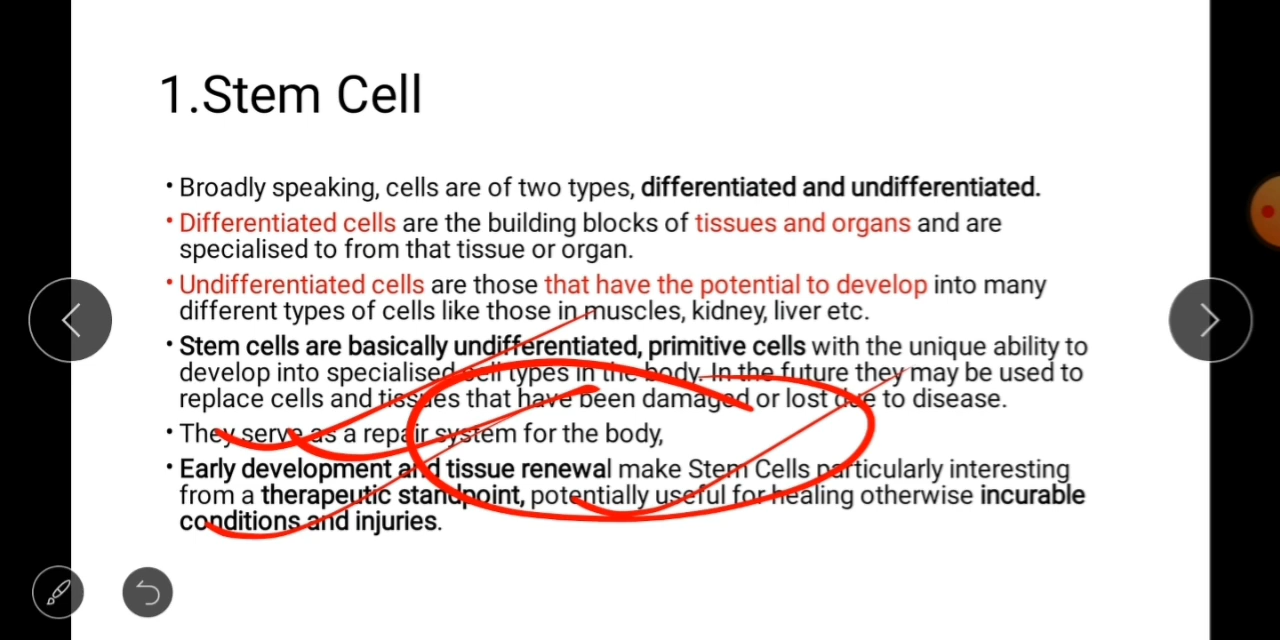 1.Stem Cell
• Broadly speaking, cells are of two types, differentiated and undifferentiated.
• Differentiated cells are the building blocks of tissues and organs and are
specialised to from that tissue or organ.
• Undifferentiated cells are those that have the potential to develop into many
different types of cells like those in muscles, kidney, liver etc.
• Stem cells are basically undifferentiated, primitive cells with the unique ability to
develop into specialised cell types in the body. In the future they may be used to
replace cells and tissues that have been damaged or lost due to disease.
• They serve as a repair system for the body,
• Early development and tissue renewal make Stem Cells particularly interesting
from a therapeutic standpoint, potentially useful for healing otherwise incurable
conditions and injuries.